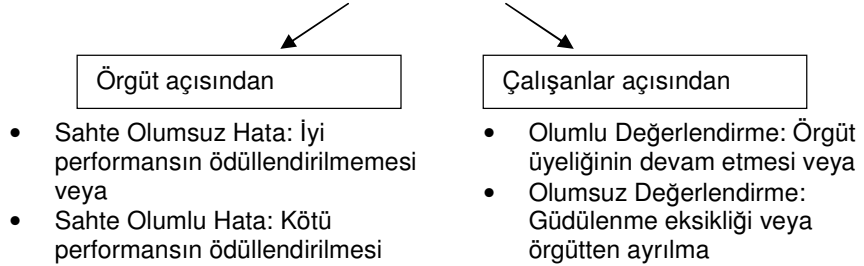 Örgüt açısından
• Sahte Olumsuz Hata: İyi
performansın ödüllendirilmemesi
veya
• Sahte Olumlu Hata: Kötü
performansın ödüllendirilmesi
Çalışanlar açısından
• Olumlu Değerlendirme: Örgüt
üyeliğinin devam etmesi veya
• Olumsuz Değerlendirme:
Güdülenme eksikliği veya
örgütten ayrılma